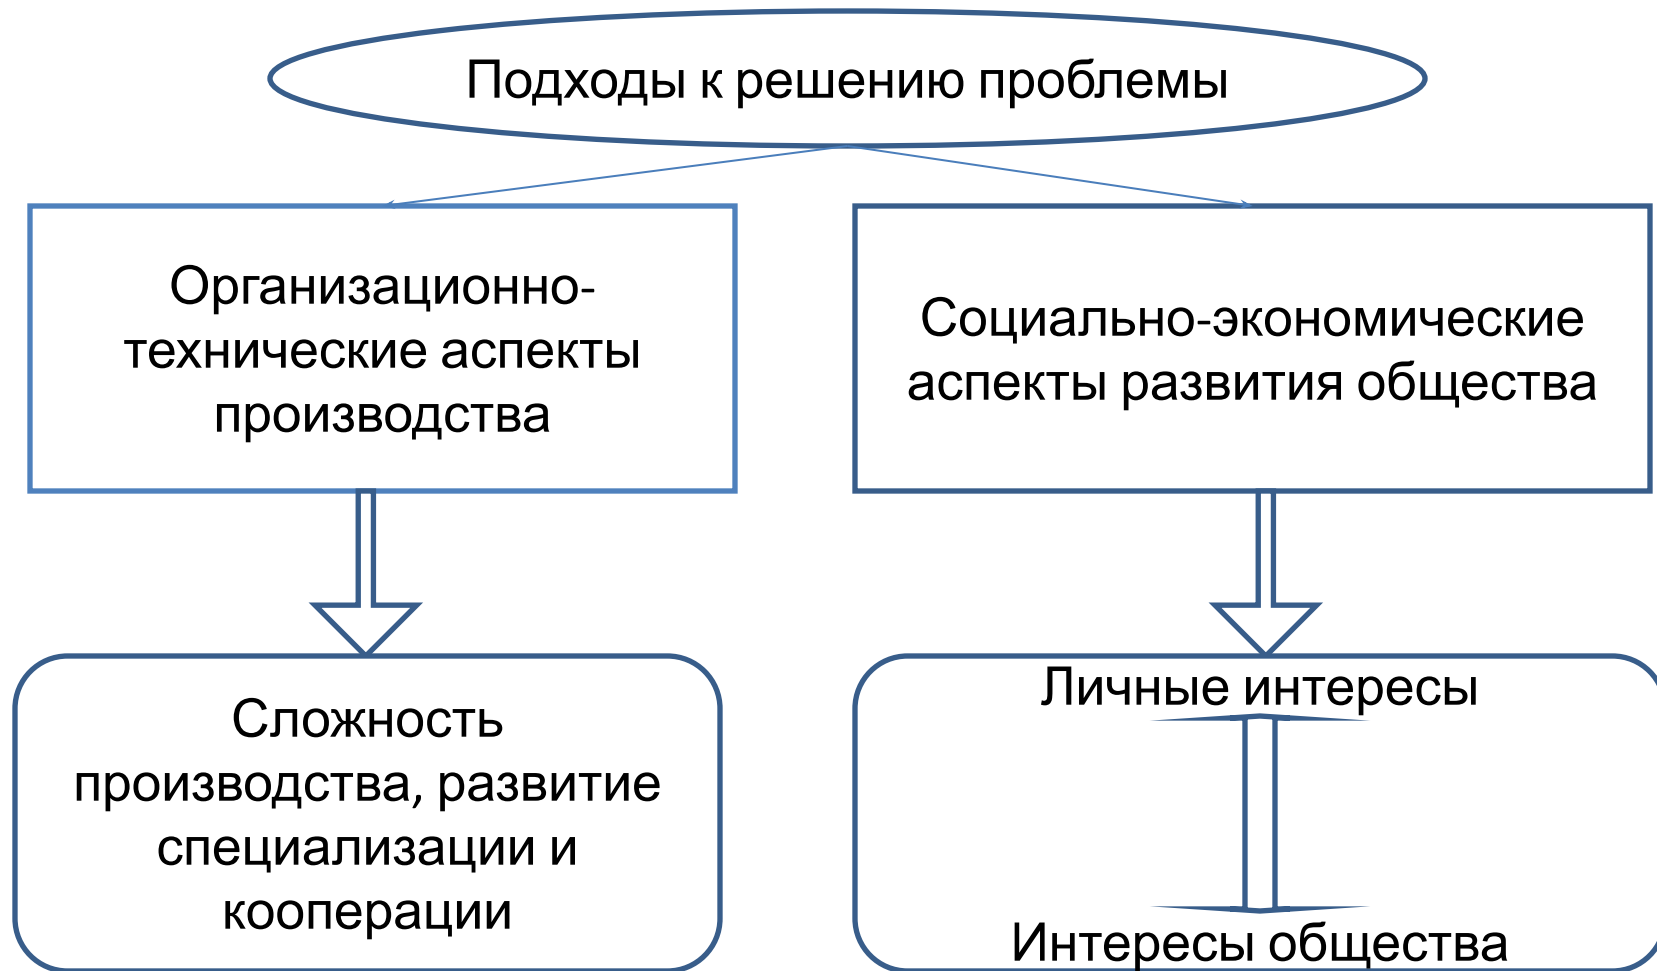 Подходы к решению проблемы
Организационно-
технические аспекты
производства
Социально-экономические
аспекты развития общества
Сложность
производства, развитие
специализации и
кооперации
Личные интересы
Интересы общества